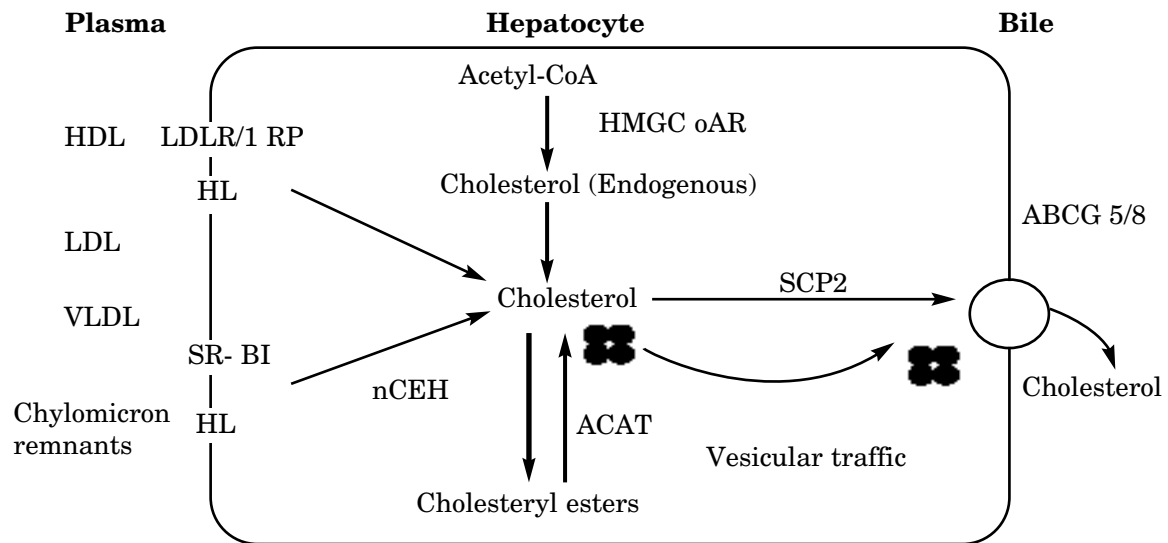 Plasma
Hepatocyte
Bile
Acetyl-CoA
HDL
LDLR/1 RP
HMGC oAR
HL
Cholesterol (Endogenous)
ABCG 5/8
LDL
Cholesterol
SCP2
VLDL
SR- BI
nCEH
Cholesterol
Chylomicron
remnants
HL
ACAT
Vesicular traffic
Cholesteryl esters